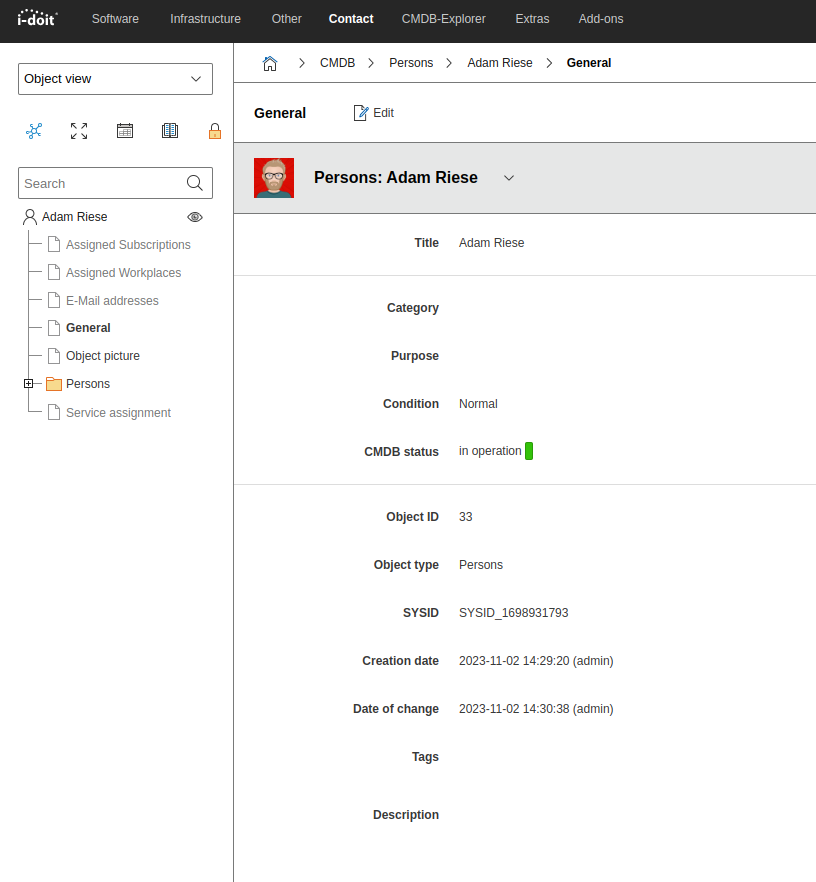 i-doit Software Infrastructure Other Contact CMDB-Explorer Extras Add-ons
Object view
Search
Adam Riese
Assigned Subscriptions
Assigned Workplaces
E-Mail addresses
General
Object picture
Persons
Service assignment
CMDB Persons Adam Riese General
General Edit
Persons: Adam Riese
Title Adam Riese
Category
Purpose
Condition Normal
CMDB status in operation
Object ID 33
Object type Persons
SYSID SYSID_1698931793
Creation date 2023-11-02 14:29:20 (admin)
Date of change 2023-11-02 14:30:38 (admin)
Tags
Description